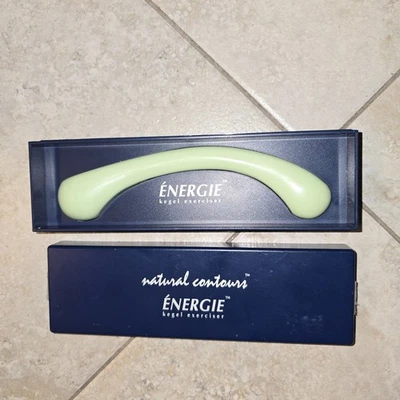 ÉNERGIE™
kegel exerciser
natural contours™
ÉNERGIE™
kegel exerciser